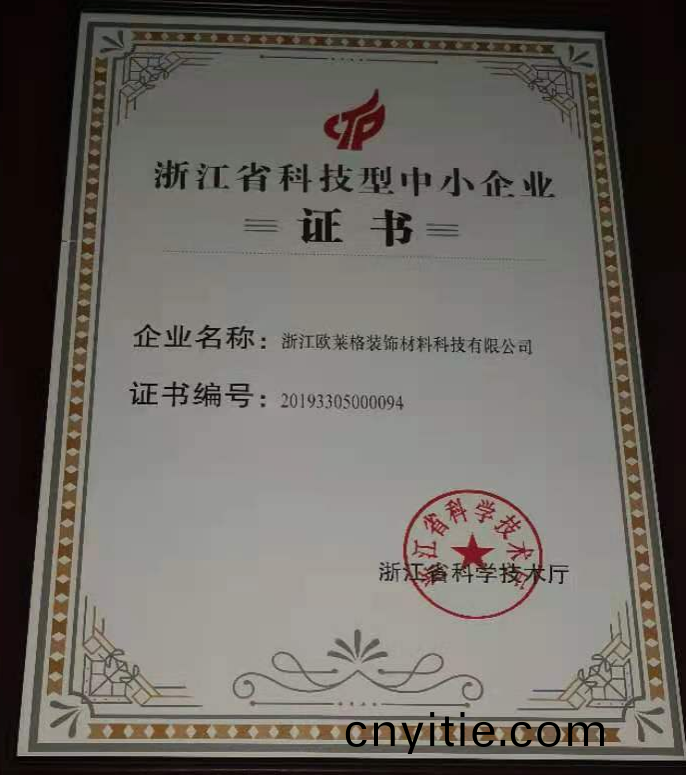 CTP
浙江省科技型中小企业
证书
企业名称：浙江欧莱格装饰材料科技有限公司
证书编号：20193305000094
浙江省科学技术厅
浙江省科学技术厅
cnyitie.com